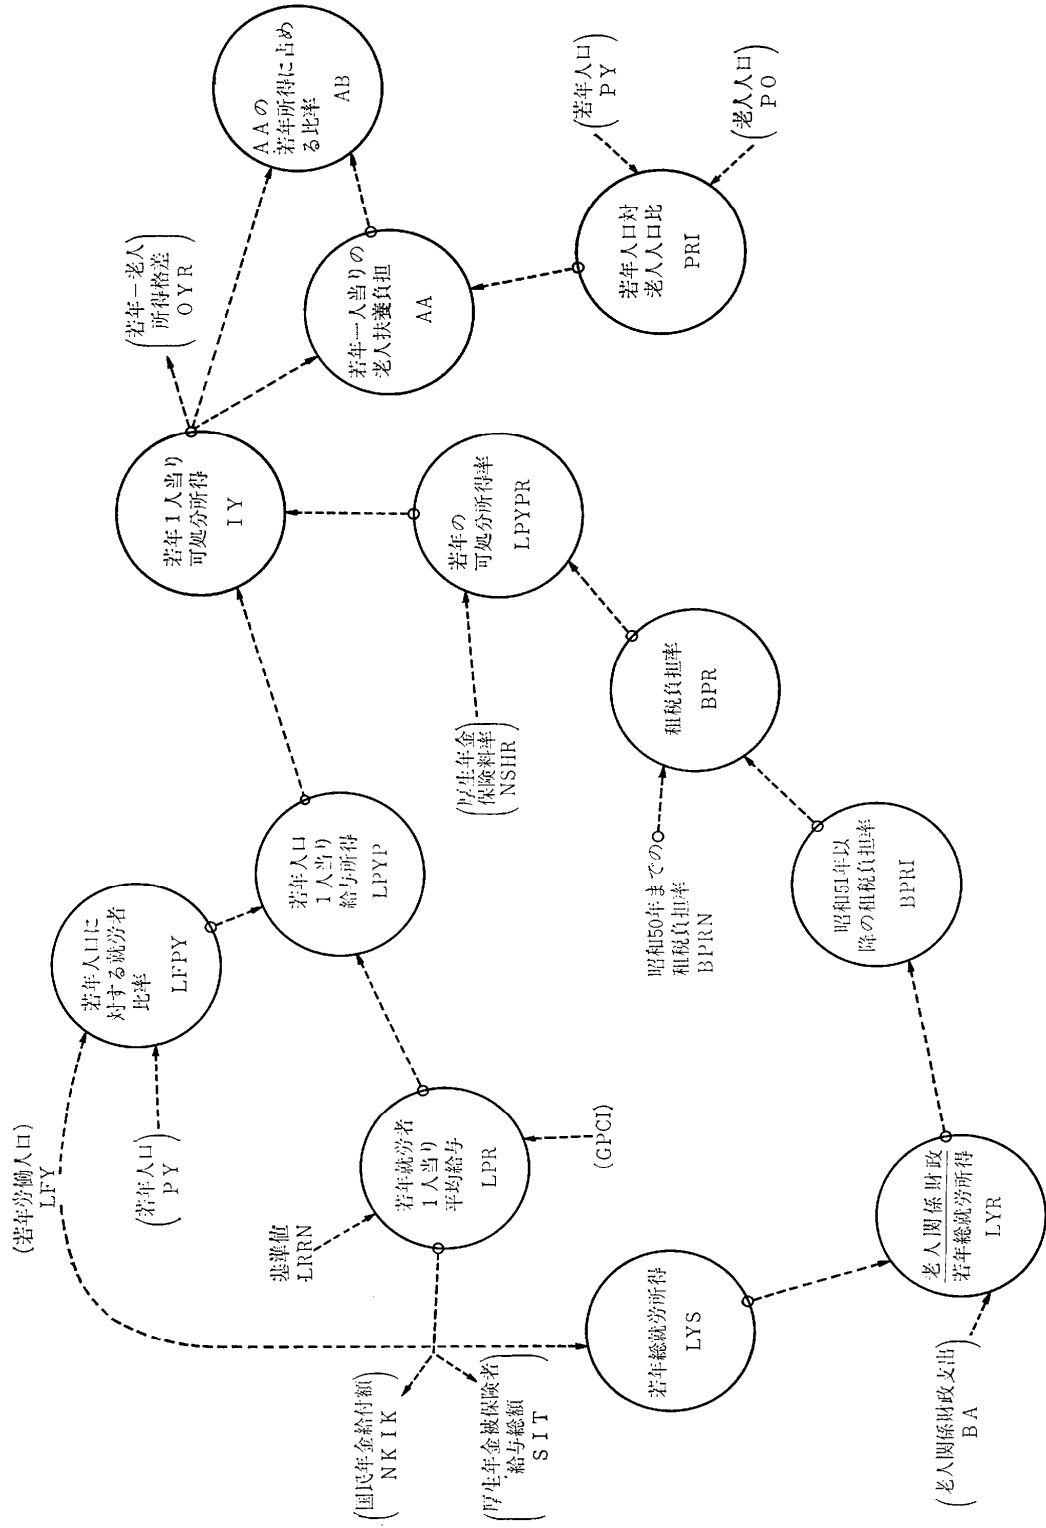 (若年労働人口)
LFY
(若年人口)
PY
若年人口に
対する就労者
比率
LFPY
基準値
LRRN
若年就労者
1人当り
平均給与
LPR
(GPCI)
若年人口
1人当り
給与所得
LPYP
(国民年金給付額)
NKIK
(厚生年金被保険者
給与総額)
SIT
若年総就労所得
LYS
(老人関係財政支出)
BA
老人関係財政
若年総就労所得
LYR
昭和51年以
降の租税負担率
BPRI
昭和50年までの
租税負担率
BPRN
租税負担率
BPR
(厚生年金
保険料率)
NSHR
若年の
可処分所得率
LPYPR
若年1人当り
可処分所得
IY
(若年－老人
所得格差)
OYR
若年一人当りの
老人扶養負担
AA
AAの
若年所得に占め
る比率
AB
若年人口対
老人人口比
PRI
(若年人口)
PY
(老人人口)
PO